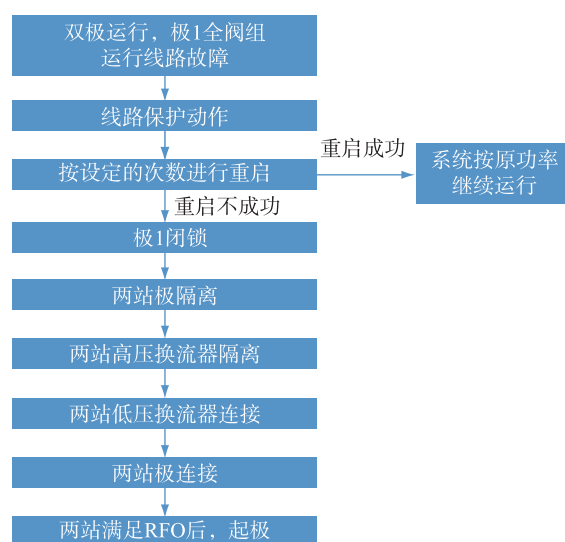 双极运行，极1全阀组
运行线路故障
线路保护动作
按设定的次数进行重启
重启成功
系统按原功率
继续运行
重启不成功
极1闭锁
两站极隔离
两站高压换流器隔离
两站低压换流器连接
两站极连接
两站满足RFO后，起极